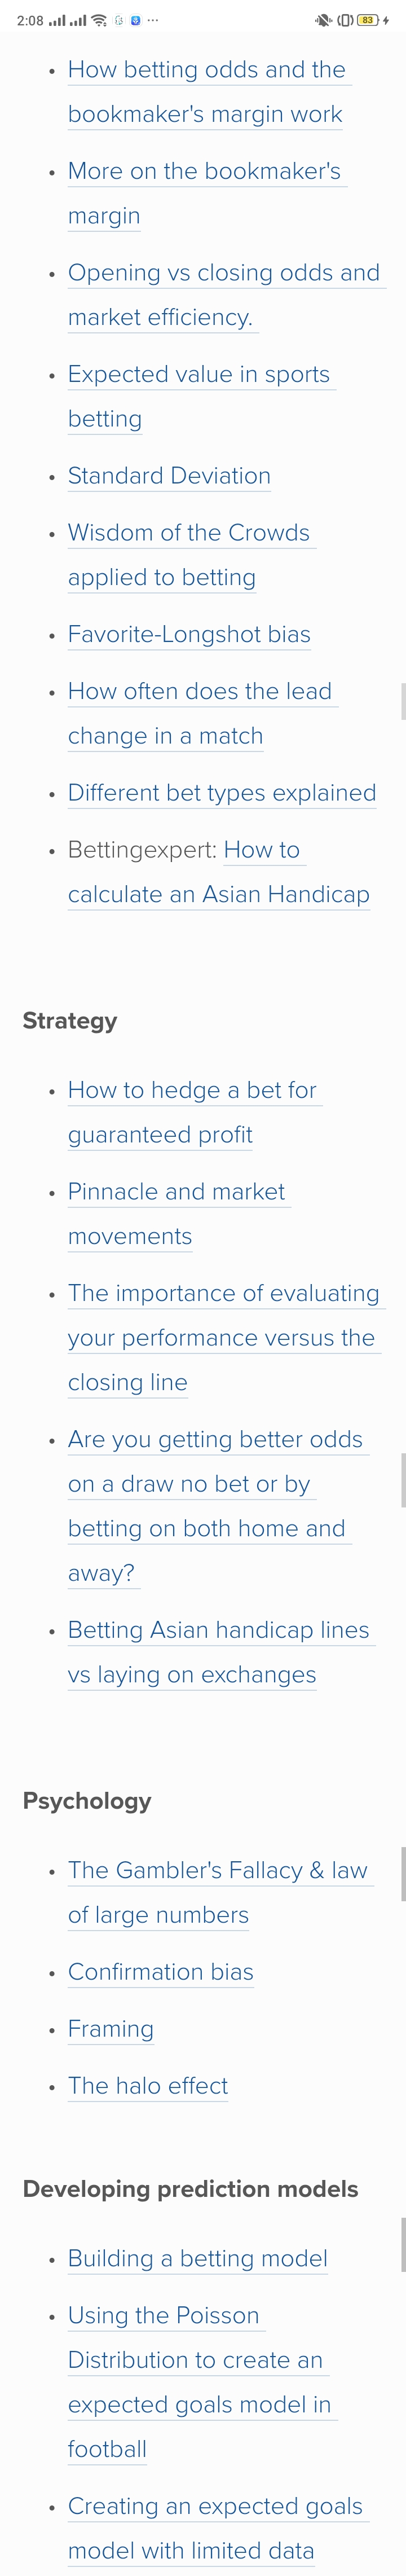 2:08 ... 83
• How betting odds and the
bookmaker's margin work
• More on the bookmaker's
margin
• Opening vs closing odds and
market efficiency.
• Expected value in sports
betting
• Standard Deviation
• Wisdom of the Crowds
applied to betting
• Favorite-Longshot bias
• How often does the lead
change in a match
• Different bet types explained
• Bettingexpert: How to
calculate an Asian Handicap
Strategy
• How to hedge a bet for
guaranteed profit
• Pinnacle and market
movements
• The importance of evaluating
your performance versus the
closing line
• Are you getting better odds
on a draw no bet or by
betting on both home and
away?
• Betting Asian handicap lines
vs laying on exchanges
Psychology
• The Gambler's Fallacy & law
of large numbers
• Confirmation bias
• Framing
• The halo effect
Developing prediction models
• Building a betting model
• Using the Poisson
Distribution to create an
expected goals model in
football
• Creating an expected goals
model with limited data